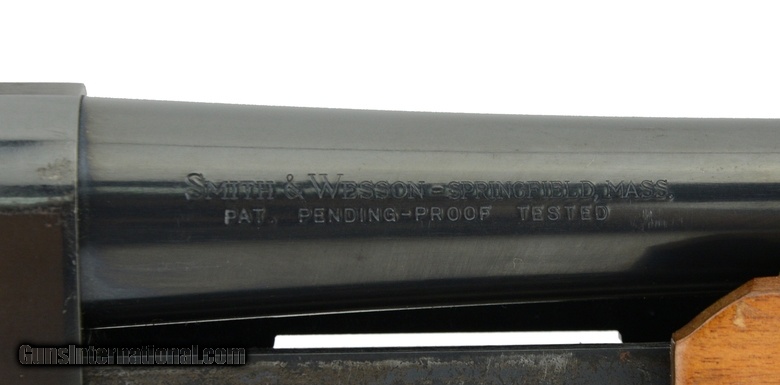 SMITH & WESSON-SPRINGFIELD, MASS.
PAT. PENDING-PROOF TESTED
GunsInternational.com